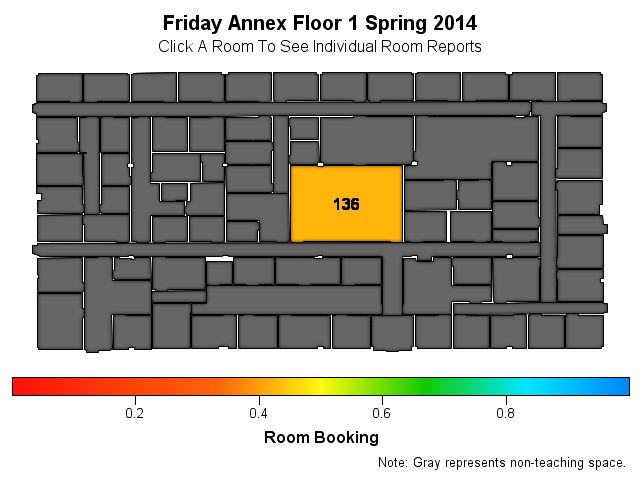 Friday Annex Floor 1 Spring 2014
Click A Room To See Individual Room Reports
136
0.2 0.4 0.6 0.8
Room Booking
Note: Gray represents non-teaching space.